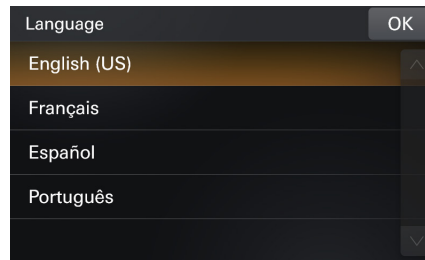 Language
OK
English (US)
Français
Español
Português